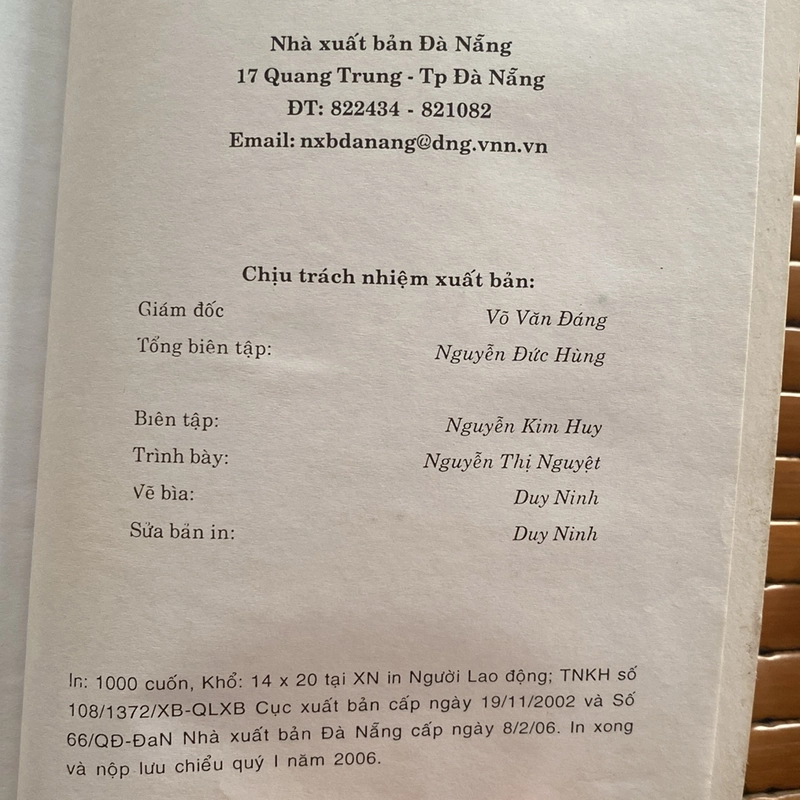 Nhà xuất bản Đà Nẵng
17 Quang Trung - Tp Đà Nẵng
ĐT: 822434 - 821082
Email: nxbdanang@dng.vnn.vn
Chịu trách nhiệm xuất bản:
Giám đốc Võ Văn Đáng
Tổng biên tập: Nguyễn Đức Hùng
Biên tập: Nguyễn Kim Huy
Trình bày: Nguyễn Thị Nguyệt
Vẽ bìa: Duy Ninh
Sửa bản in: Duy Ninh
In: 1000 cuốn, Khổ: 14 x 20 tại XN in Người Lao động; TNKH số
108/1372/XB-QLXB Cục xuất bản cấp ngày 19/11/2002 và Số
66/QĐ-ĐaN Nhà xuất bản Đà Nẵng cấp ngày 8/2/06. In xong
và nộp lưu chiểu quý I năm 2006.